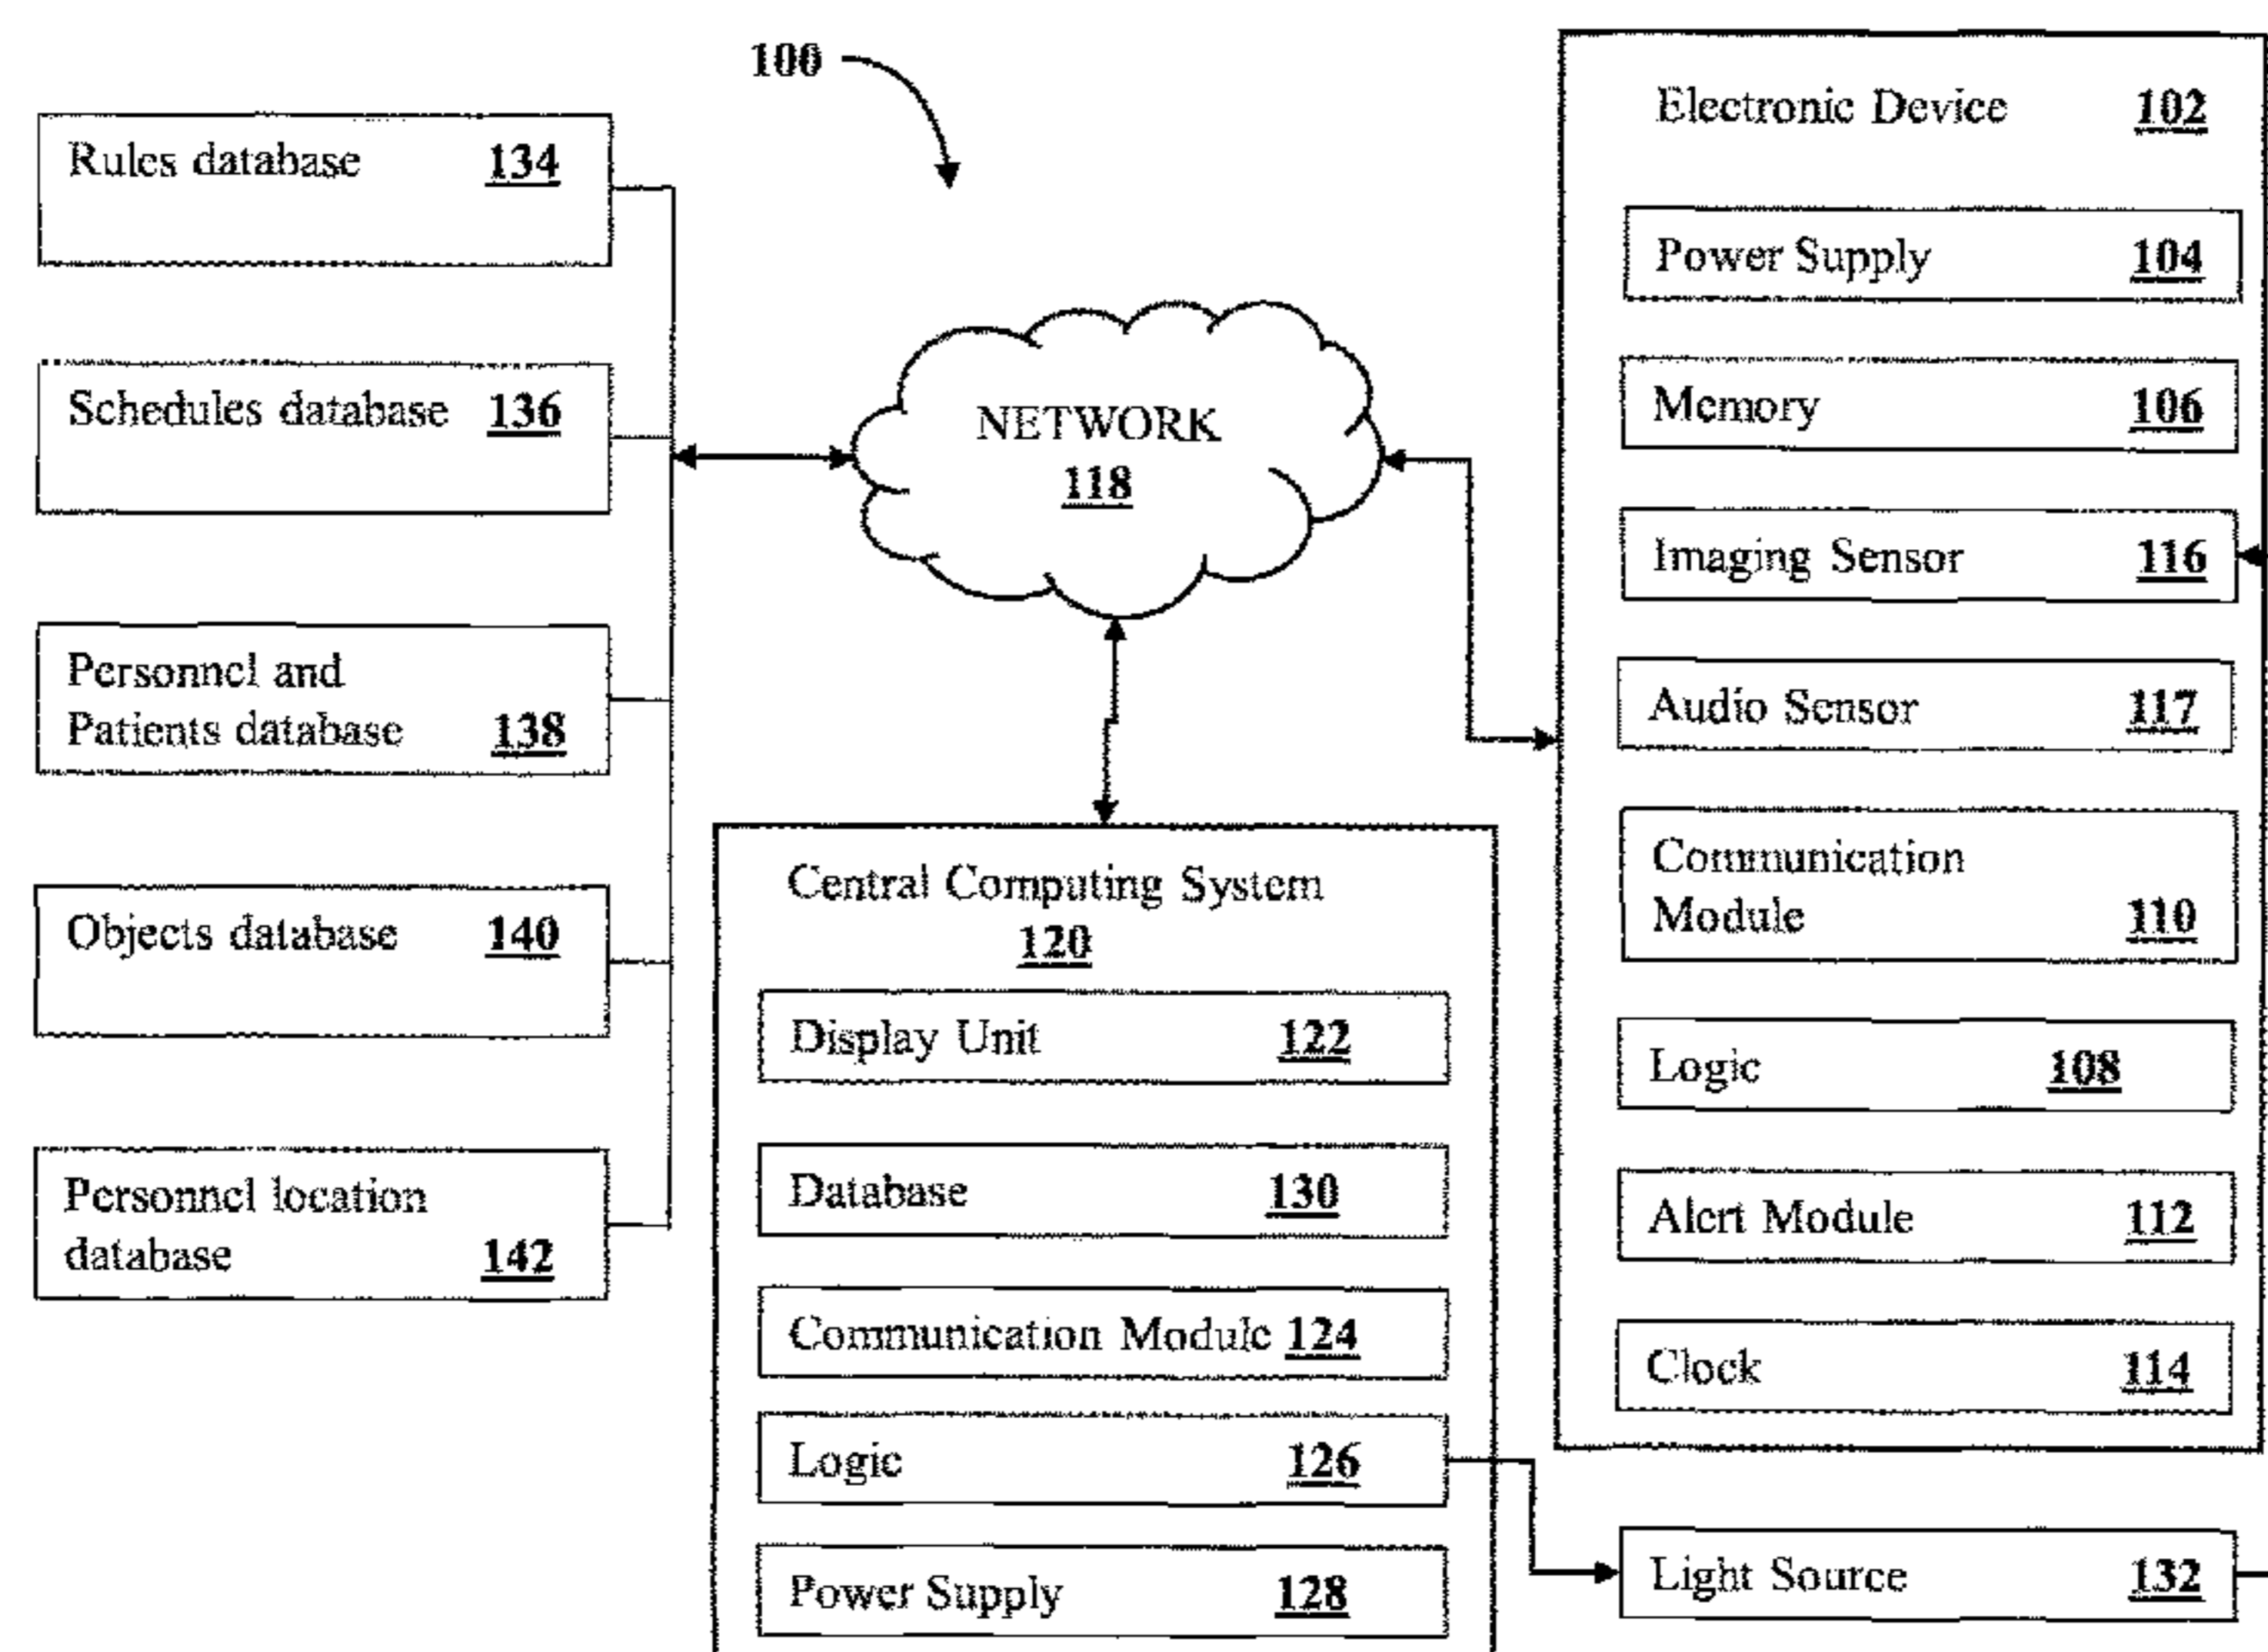 100
Rules database 134
Schedules database 136
Personnel and
Patients database 138
Objects database 140
Personnel location
database 142
NETWORK
118
Central Computing System
120
Display Unit 122
Database 130
Communication Module 124
Logic 126
Power Supply 128
Electronic Device 102
Power Supply 104
Memory 106
Imaging Sensor 116
Audio Sensor 117
Communication
Module 110
Logic 108
Alert Module 112
Clock 114
Light Source 132